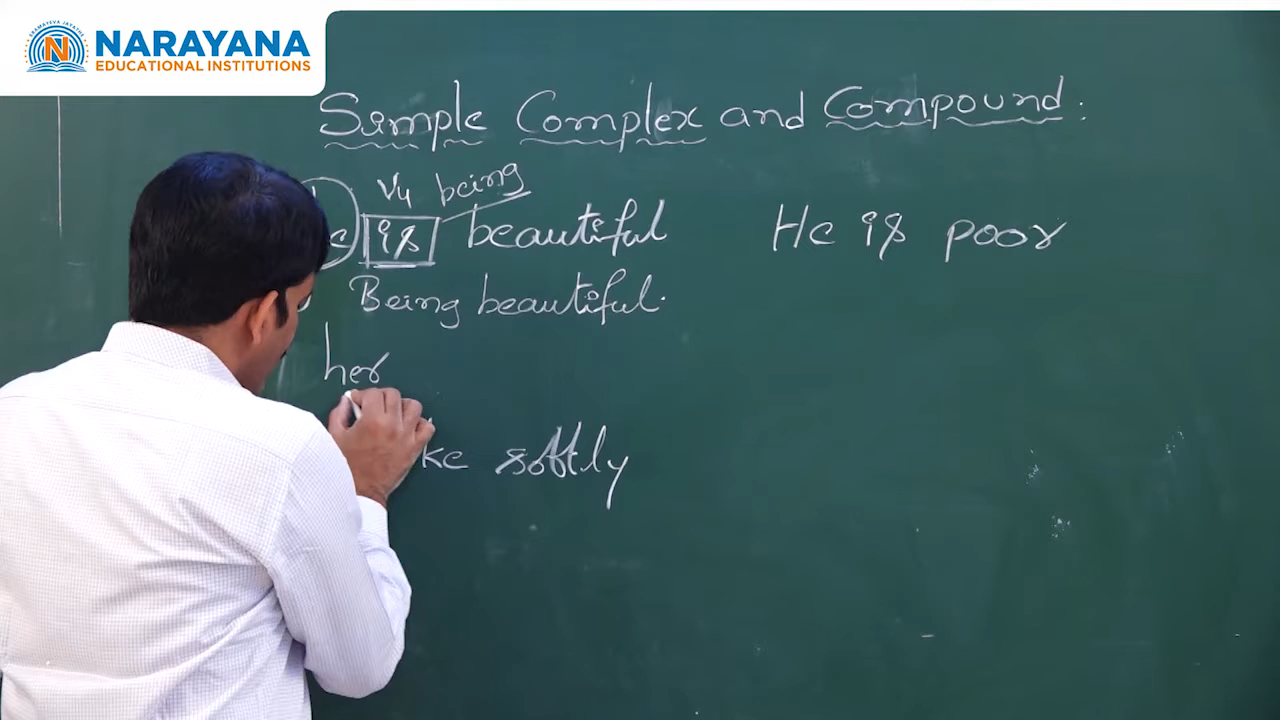 NARAYANA
EDUCATIONAL INSTITUTIONS
Simple Complex and Compound:
V4 being
is beautiful He is poor
Being beautiful.
her
softly